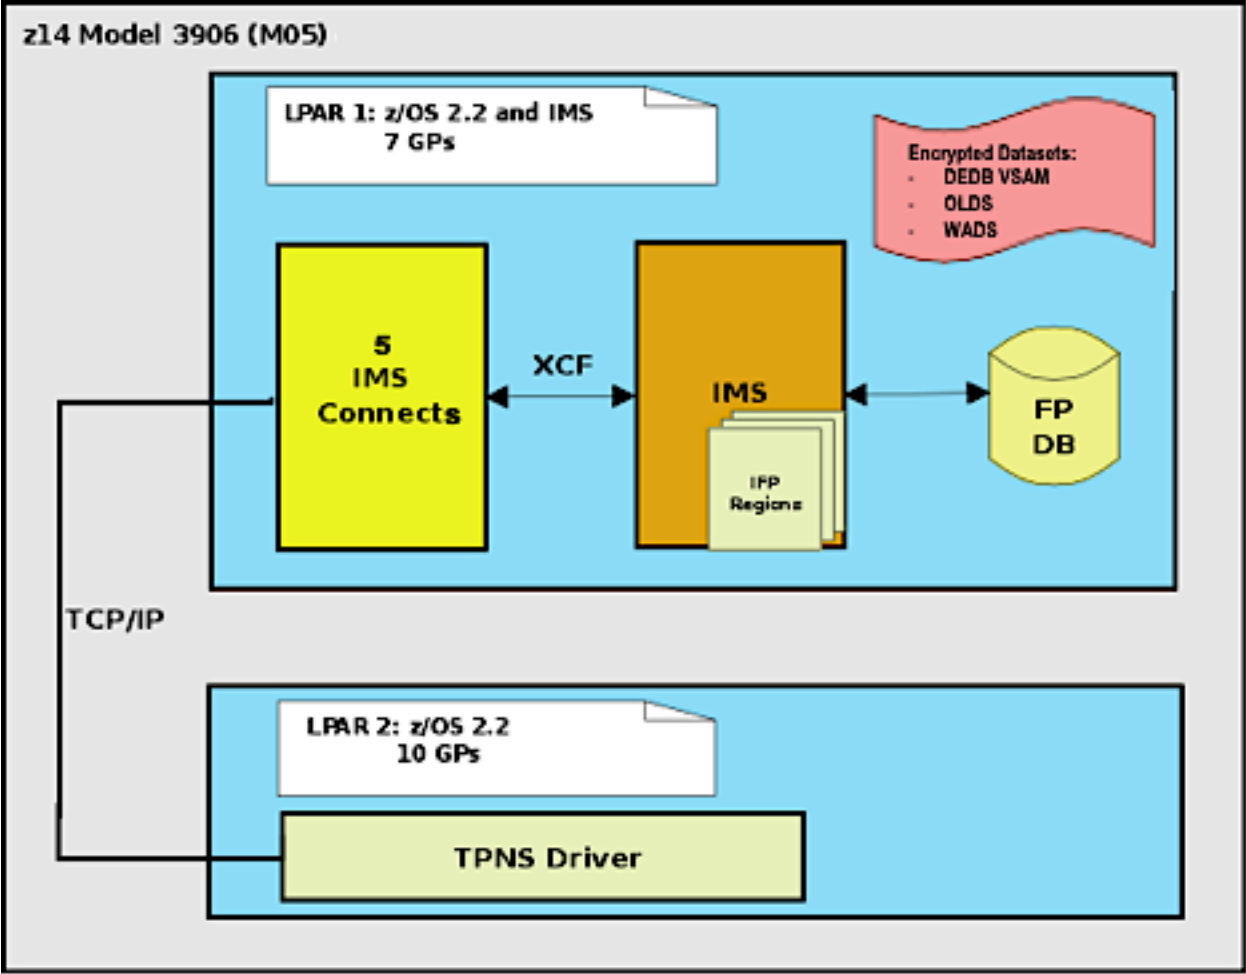 z14 Model 3906 (M05)
LPAR 1: z/OS 2.2 and IMS
7 GPs
Encrypted Datasets:
- DEDB VSAM
- OLDS
- WADS
5
IMS
Connects
XCF
IMS
IFP
Regions
FP
DB
TCP/IP
LPAR 2: z/OS 2.2
10 GPs
TPNS Driver